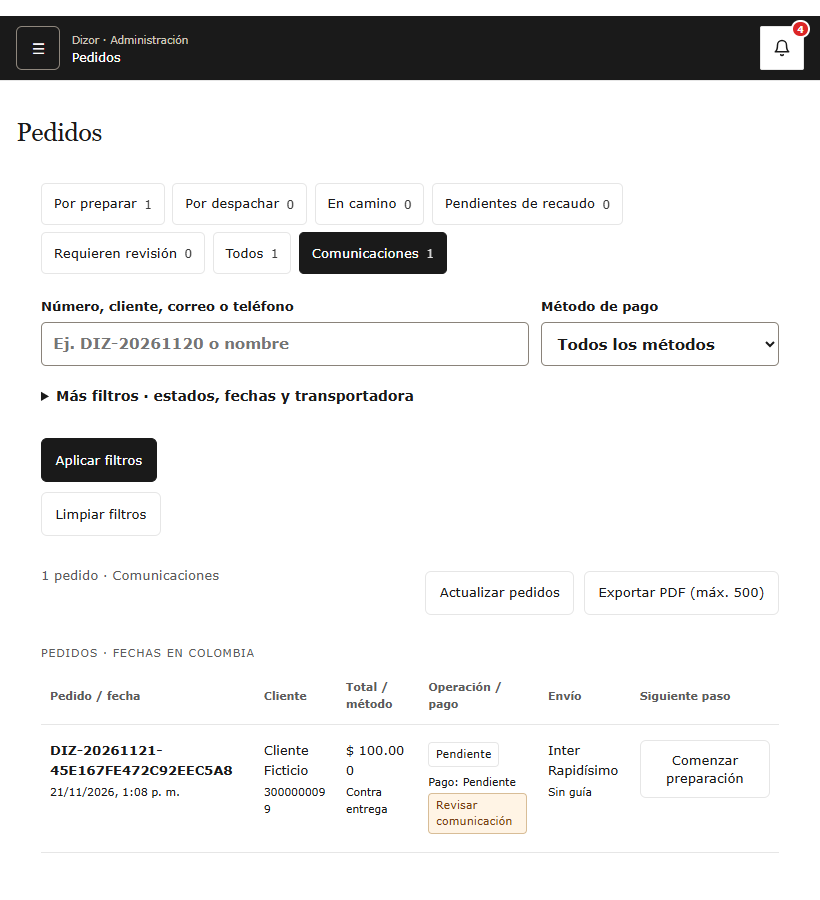 ☰
Dizor · Administración
Pedidos
4
Pedidos
Por preparar 1
Por despachar 0
En camino 0
Pendientes de recaudo 0
Requieren revisión 0
Todos 1
Comunicaciones 1
Número, cliente, correo o teléfono
Método de pago
Ej. DIZ-20261120 o nombre
Todos los métodos
▶ Más filtros · estados, fechas y transportadora
Aplicar filtros
Limpiar filtros
1 pedido · Comunicaciones
Actualizar pedidos
Exportar PDF (máx. 500)
PEDIDOS · FECHAS EN COLOMBIA
Pedido / fecha
Cliente
Total /
método
Operación /
pago
Envío
Siguiente paso
DIZ-20261121-
45E167FE472C92EEC5A8
21/11/2026, 1:08 p. m.
Cliente
Ficticio
300000009
9
$ 100.00
0
Contra
entrega
Pendiente
Pago: Pendiente
Revisar
comunicación
Inter
Rapidísimo
Sin guía
Comenzar
preparación